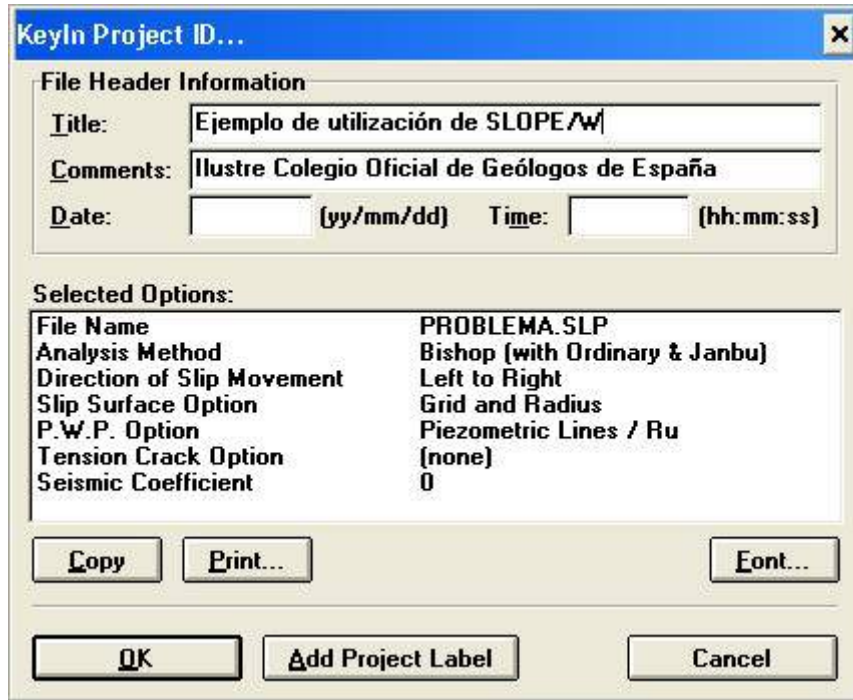 KeyIn Project ID...
File Header Information
Title: Ejemplo de utilización de SLOPE/W
Comments: Ilustre Colegio Oficial de Geólogos de España
Date: (yy/mm/dd) Time: (hh:mm:ss)
Selected Options:
File Name PROBLEMA.SLP
Analysis Method Bishop (with Ordinary & Janbu)
Direction of Slip Movement Left to Right
Slip Surface Option Grid and Radius
P.W.P. Option Piezometric Lines / Ru
Tension Crack Option (none)
Seismic Coefficient 0
Copy Print... Font...
OK Add Project Label Cancel